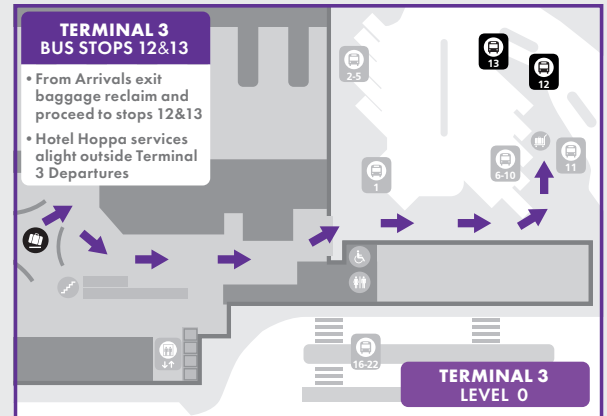 TERMINAL 3
BUS STOPS 12&13
• From Arrivals exit
baggage reclaim and
proceed to stops 12&13
• Hotel Hoppa services
alight outside Terminal
3 Departures
2-5
13
12
1
6-10
11
16-22
TERMINAL 3
LEVEL 0